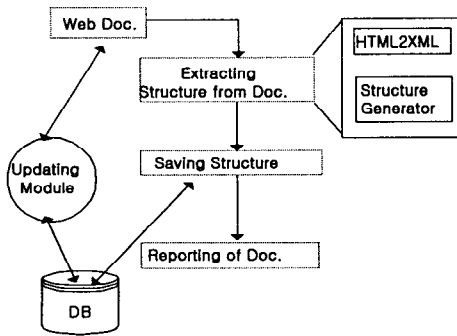 Web Doc.
HTML2XML
Extracting
Structure from Doc.
Structure
Generator
Saving Structure
Updating
Module
Reporting of Doc.
DB